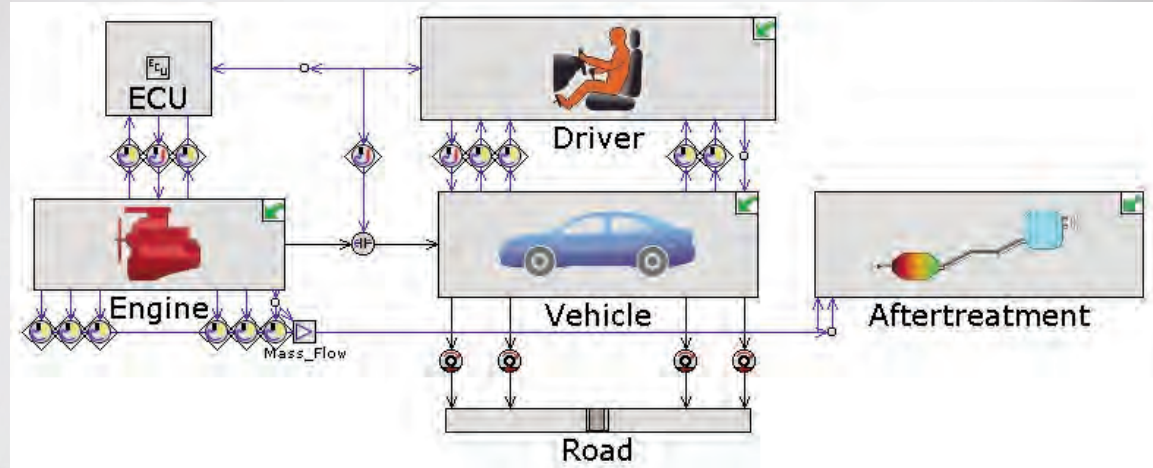 ECU
ECU
Driver
Engine
Vehicle
Aftertreatment
Mass_Flow
Road